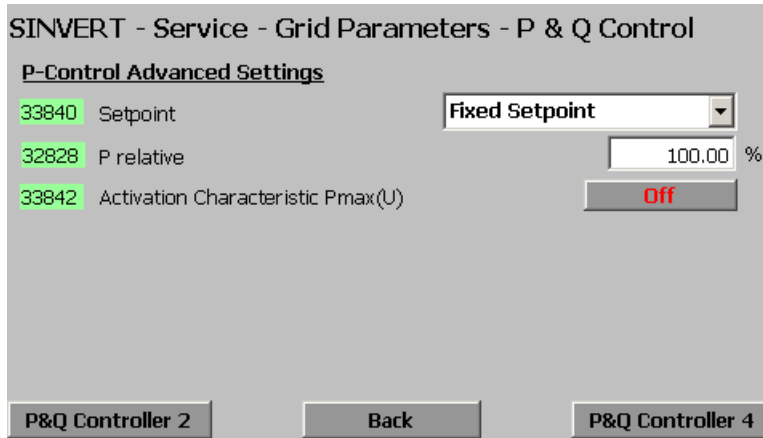 SINVERT - Service - Grid Parameters - P & Q Control
P-Control Advanced Settings
33840 Setpoint Fixed Setpoint
32828 P relative 100.00 %
33842 Activation Characteristic Pmax(U) Off
P&Q Controller 2 Back P&Q Controller 4